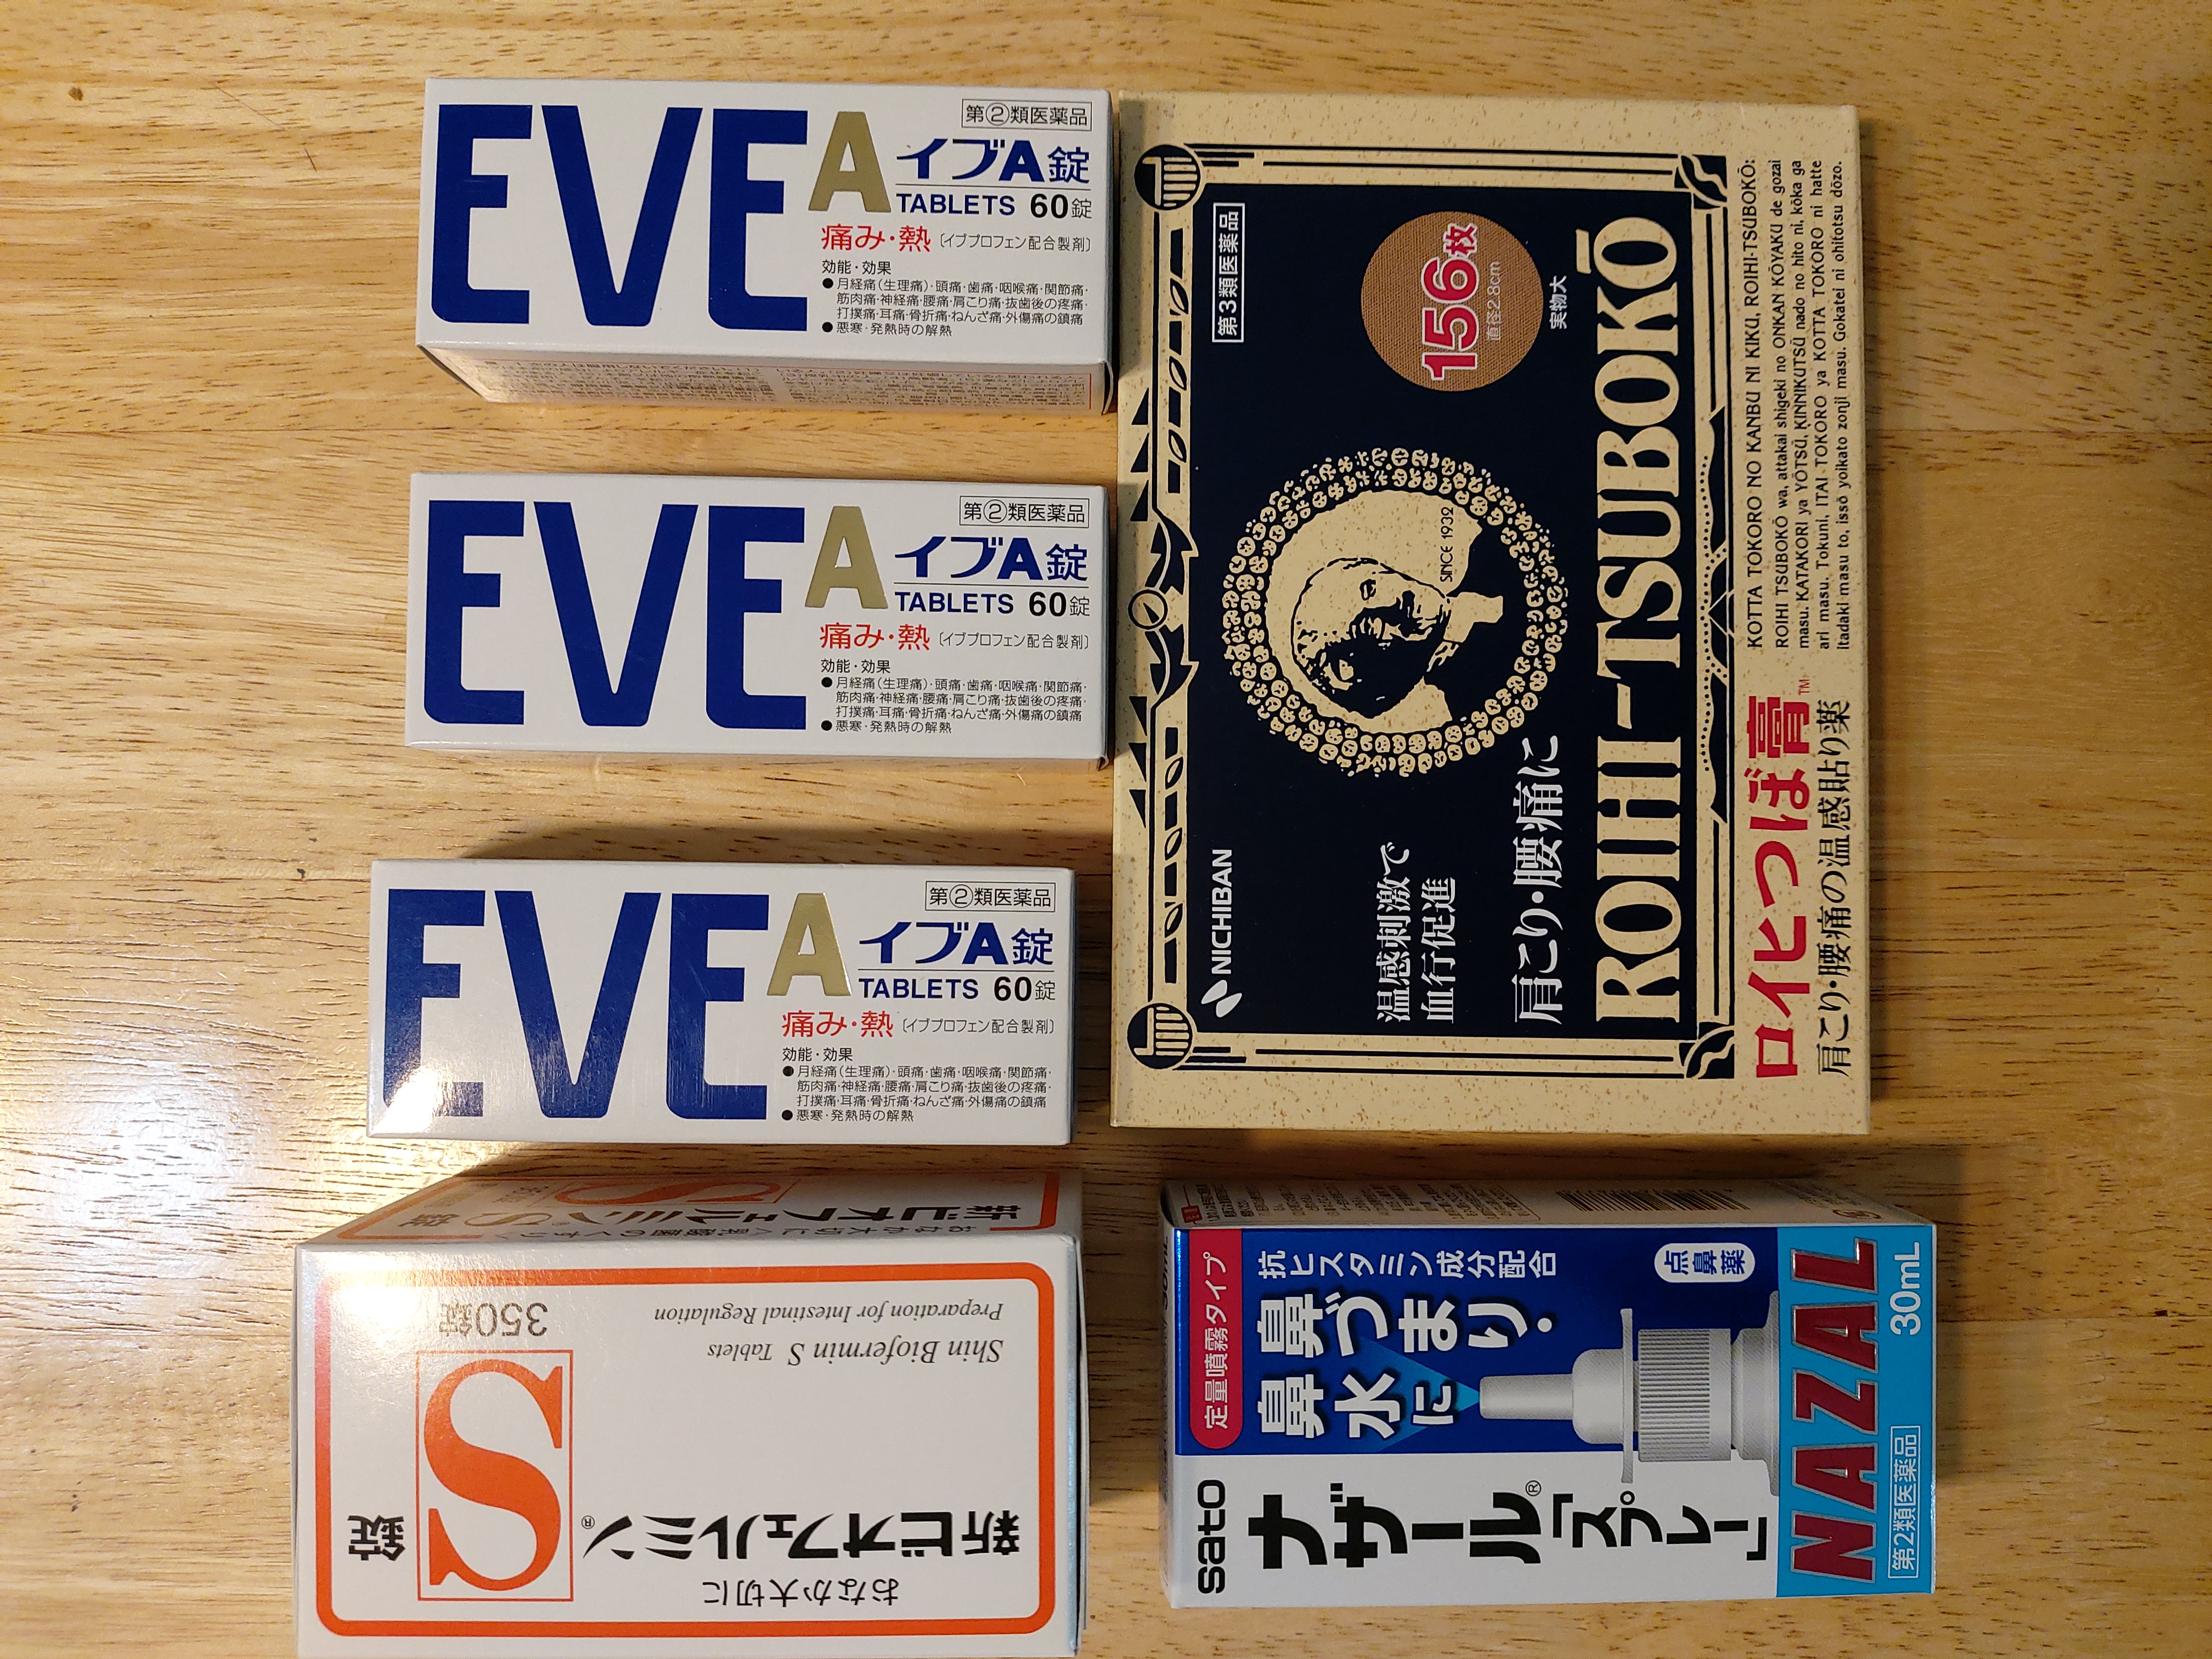 EVE A
第②類医薬品
イブA錠
TABLETS 60錠
痛み・熱 〔イブプロフェン配合製剤〕
効能・効果
●月経痛(生理痛)・頭痛・歯痛・咽喉痛・関節痛・
筋肉痛・神経痛・腰痛・肩こり痛・抜歯後の疼痛・
打撲痛・耳痛・骨折痛・ねんざ痛・外傷痛の鎮痛
●悪寒・発熱時の解熱
EVE A
第②類医薬品
イブA錠
TABLETS 60錠
痛み・熱 〔イブプロフェン配合製剤〕
効能・効果
●月経痛(生理痛)・頭痛・歯痛・咽喉痛・関節痛・
筋肉痛・神経痛・腰痛・肩こり痛・抜歯後の疼痛・
打撲痛・耳痛・骨折痛・ねんざ痛・外傷痛の鎮痛
●悪寒・発熱時の解熱
EVE A
第②類医薬品
イブA錠
TABLETS 60錠
痛み・熱 〔イブプロフェン配合製剤〕
効能・効果
●月経痛(生理痛)・頭痛・歯痛・咽喉痛・関節痛・
筋肉痛・神経痛・腰痛・肩こり痛・抜歯後の疼痛・
打撲痛・耳痛・骨折痛・ねんざ痛・外傷痛の鎮痛
●悪寒・発熱時の解熱
NICHIBAN
第3類医薬品
温感刺激で
血行促進
肩こり・腰痛に
SINCE 1932
156枚
直径2.8cm
実物大
ROIHI-TSUBOKŌ
ロイヒつぼ膏™
肩こり・腰痛の温感貼り薬
KOTTA TOKORO NO KANBU NI KIKU, ROIHI-TSUBOKŌ:
ROIHI TSUBOKŌ wa, attakai shigeki no ONKAN KŌYAKU de gozai
masu. KATAKORI ya YŌTSŪ, KINNIKUTSŪ nado no hito ni, kōka ga
ari masu. Tokuni, ITAI TOKORO ya KOTTA TOKORO ni hatte
itadaki masu to, issō yoikato zonji masu. Gokatei ni ohitotsu dōzo.
新ビオフェルミン®S錠
おなか大切に
新ビオフェルミン®
S
錠
Shin Biofermin S Tablets
Preparation for Intestinal Regulation
350錠
sato
定量噴霧タイプ
抗ヒスタミン成分配合
鼻づまり・
鼻水に
点鼻薬
ナザール®
「スプレー」
NAZAL
第2類医薬品
30mL